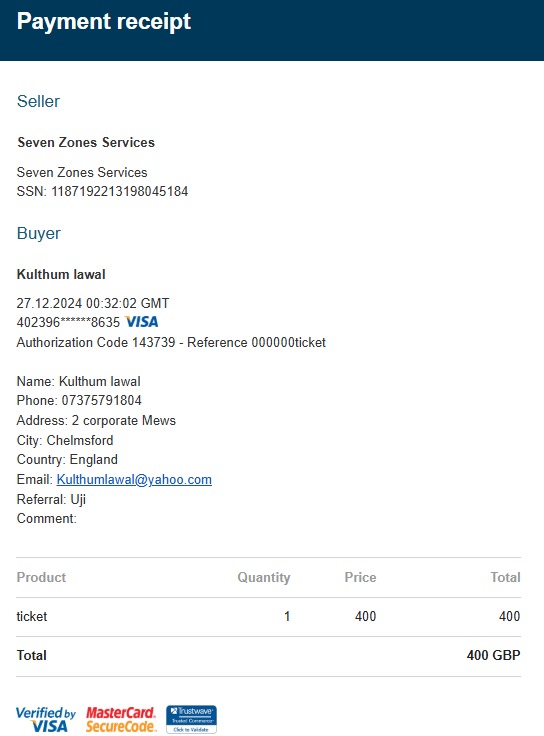 Payment receipt
Seller
Seven Zones Services
Seven Zones Services
SSN: 1187192213198045184
Buyer
Kulthum lawal
27.12.2024 00:32:02 GMT
402396******8635 VISA
Authorization Code 143739 - Reference 000000ticket
Name: Kulthum lawal
Phone: 07375791804
Address: 2 corporate Mews
City: Chelmsford
Country: England
Email: Kulthumlawal@yahoo.com
Referral: Uji
Comment:
Product Quantity Price Total
ticket 1 400 400
Total 400 GBP
Verified by VISA
MasterCard. SecureCode.
Trustwave
Trusted Commerce
Click to Validate